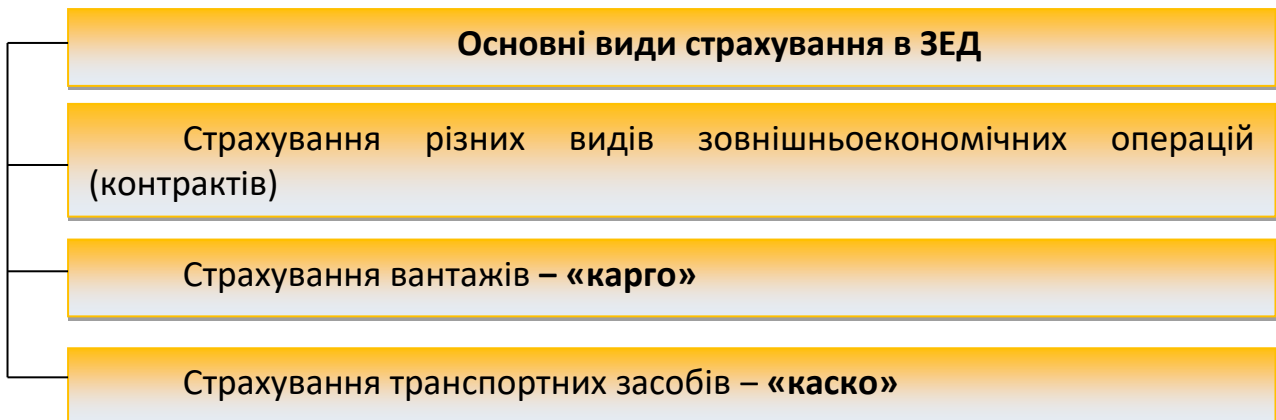 Основні види страхування в ЗЕД
Страхування різних видів зовнішньоекономічних операцій
(контрактів)
Страхування вантажів – «карго»
Страхування транспортних засобів – «каско»